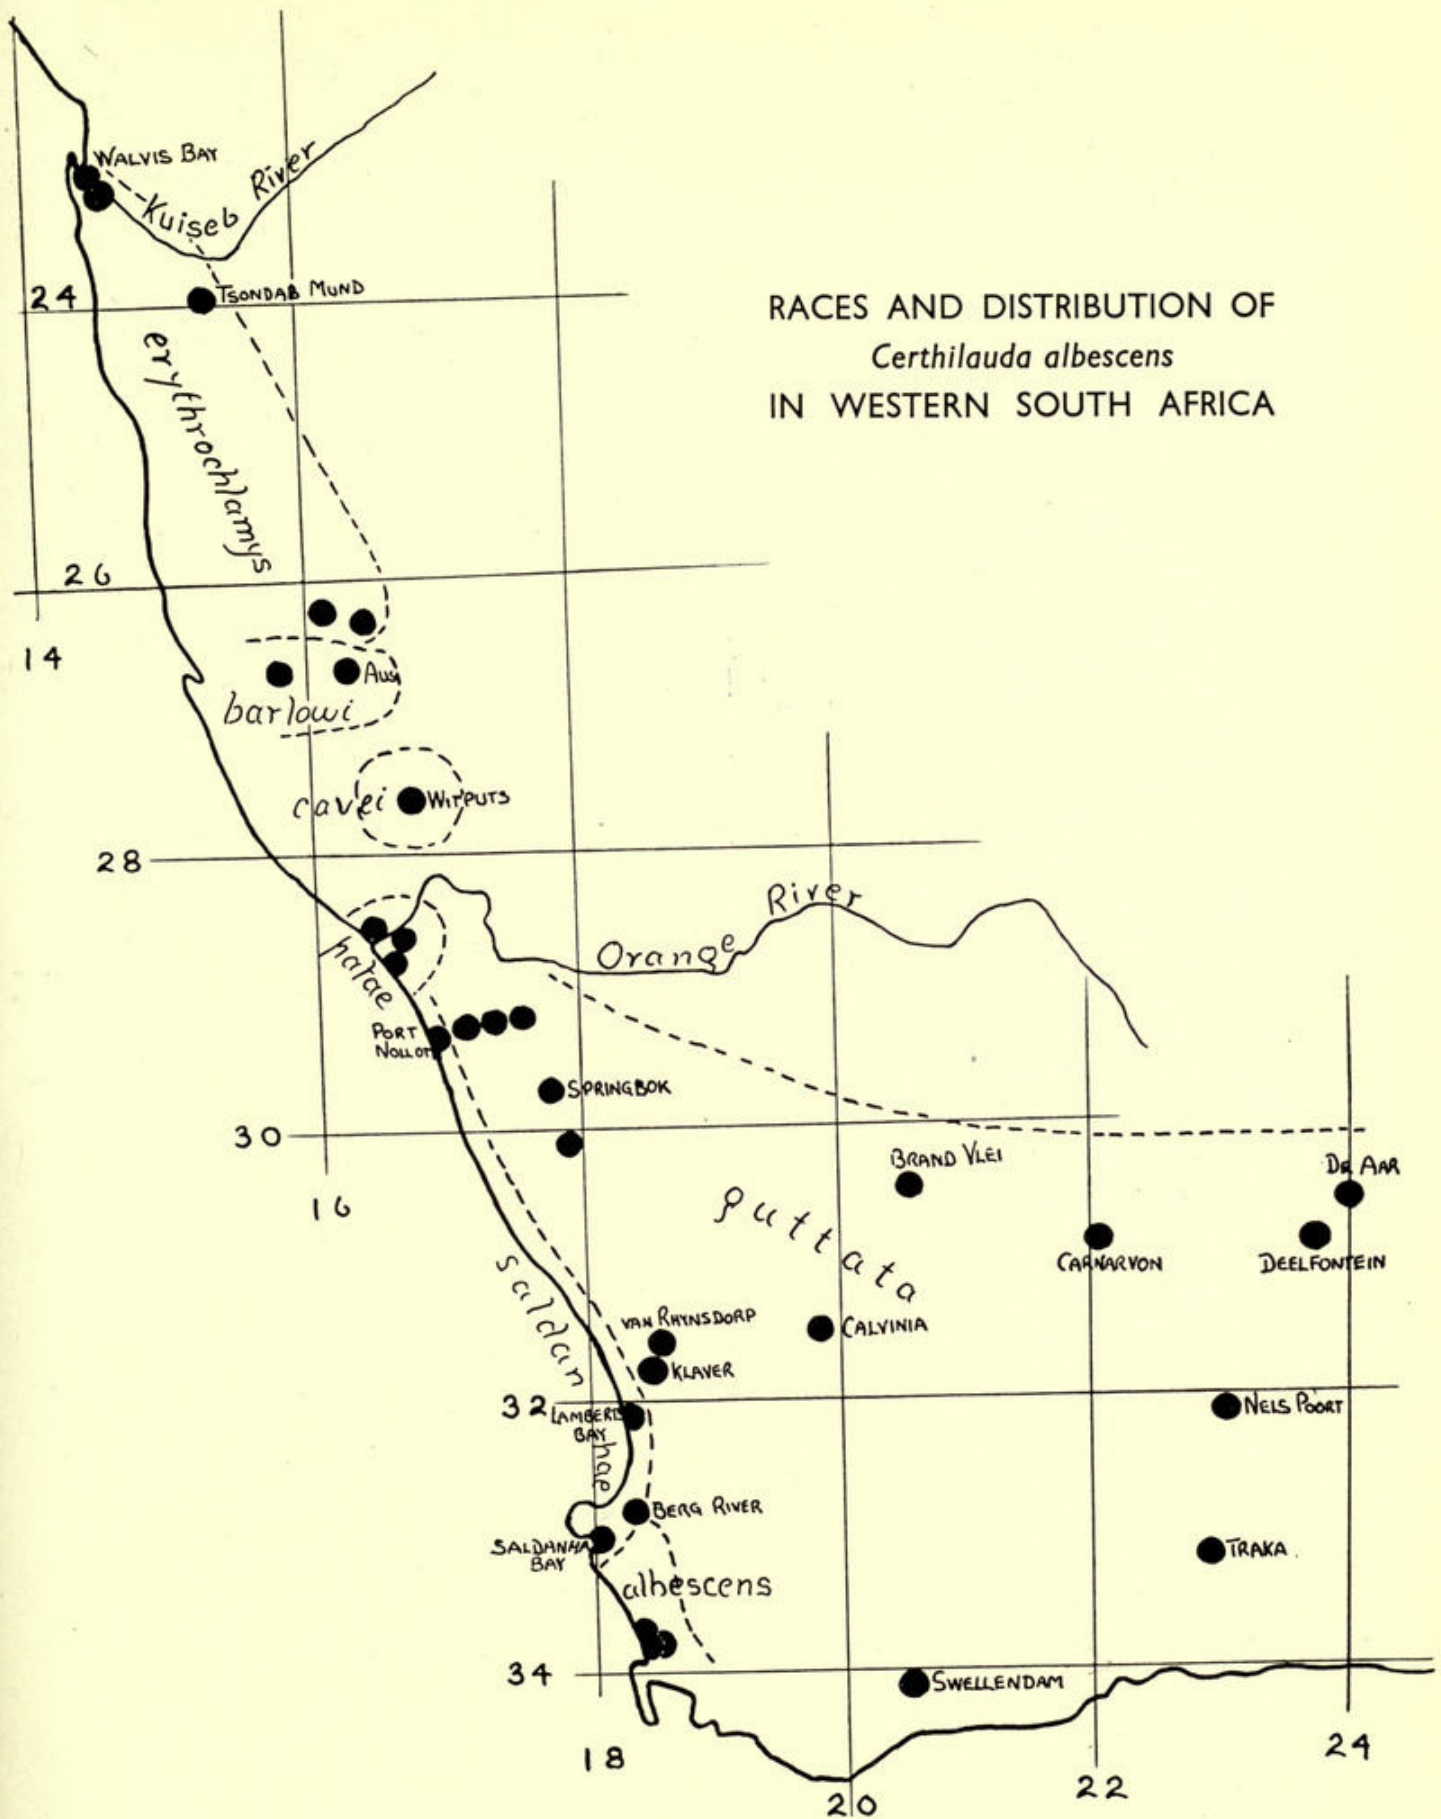 WALVIS BAY
Kuiseb River
24
TSONDAB MUND
RACES AND DISTRIBUTION OF
Certhilauda albescens
IN WESTERN SOUTH AFRICA
erythrochlamys
26
14
AUS
barlowi
cavei
WITPUTS
28
Orange River
patae
PORT
NOLLOTH
SPRINGBOK
30
16
BRAND VLEI
DE AAR
guttata
CARNARVON
DEELFONTEIN
saldanhae
VAN RHYNSDORP
CALVINIA
KLAVER
32
LAMBERTS
BAY
NELS POORT
BERG RIVER
SALDANHA
BAY
TRAKA
albescens
34
SWELLENDAM
18
20
22
24